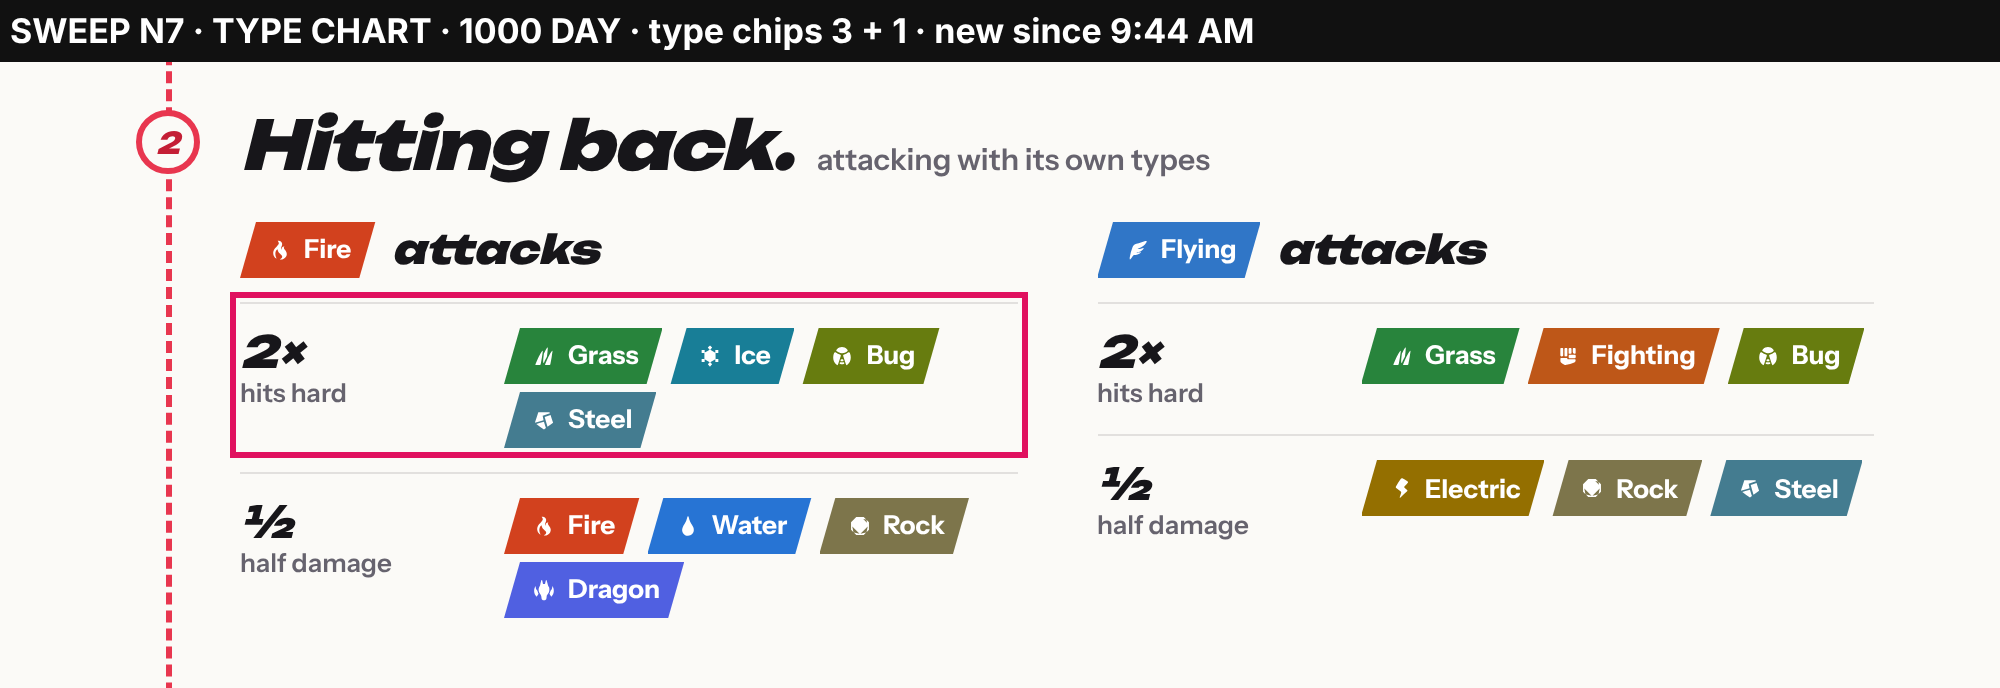 SWEEP N7 · TYPE CHART · 1000 DAY · type chips 3 + 1 · new since 9:44 AM
2
Hitting back. attacking with its own types
Fire attacks
2×
hits hard
Grass Ice Bug
Steel
½
half damage
Fire Water Rock
Dragon
Flying attacks
2×
hits hard
Grass Fighting Bug
½
half damage
Electric Rock Steel